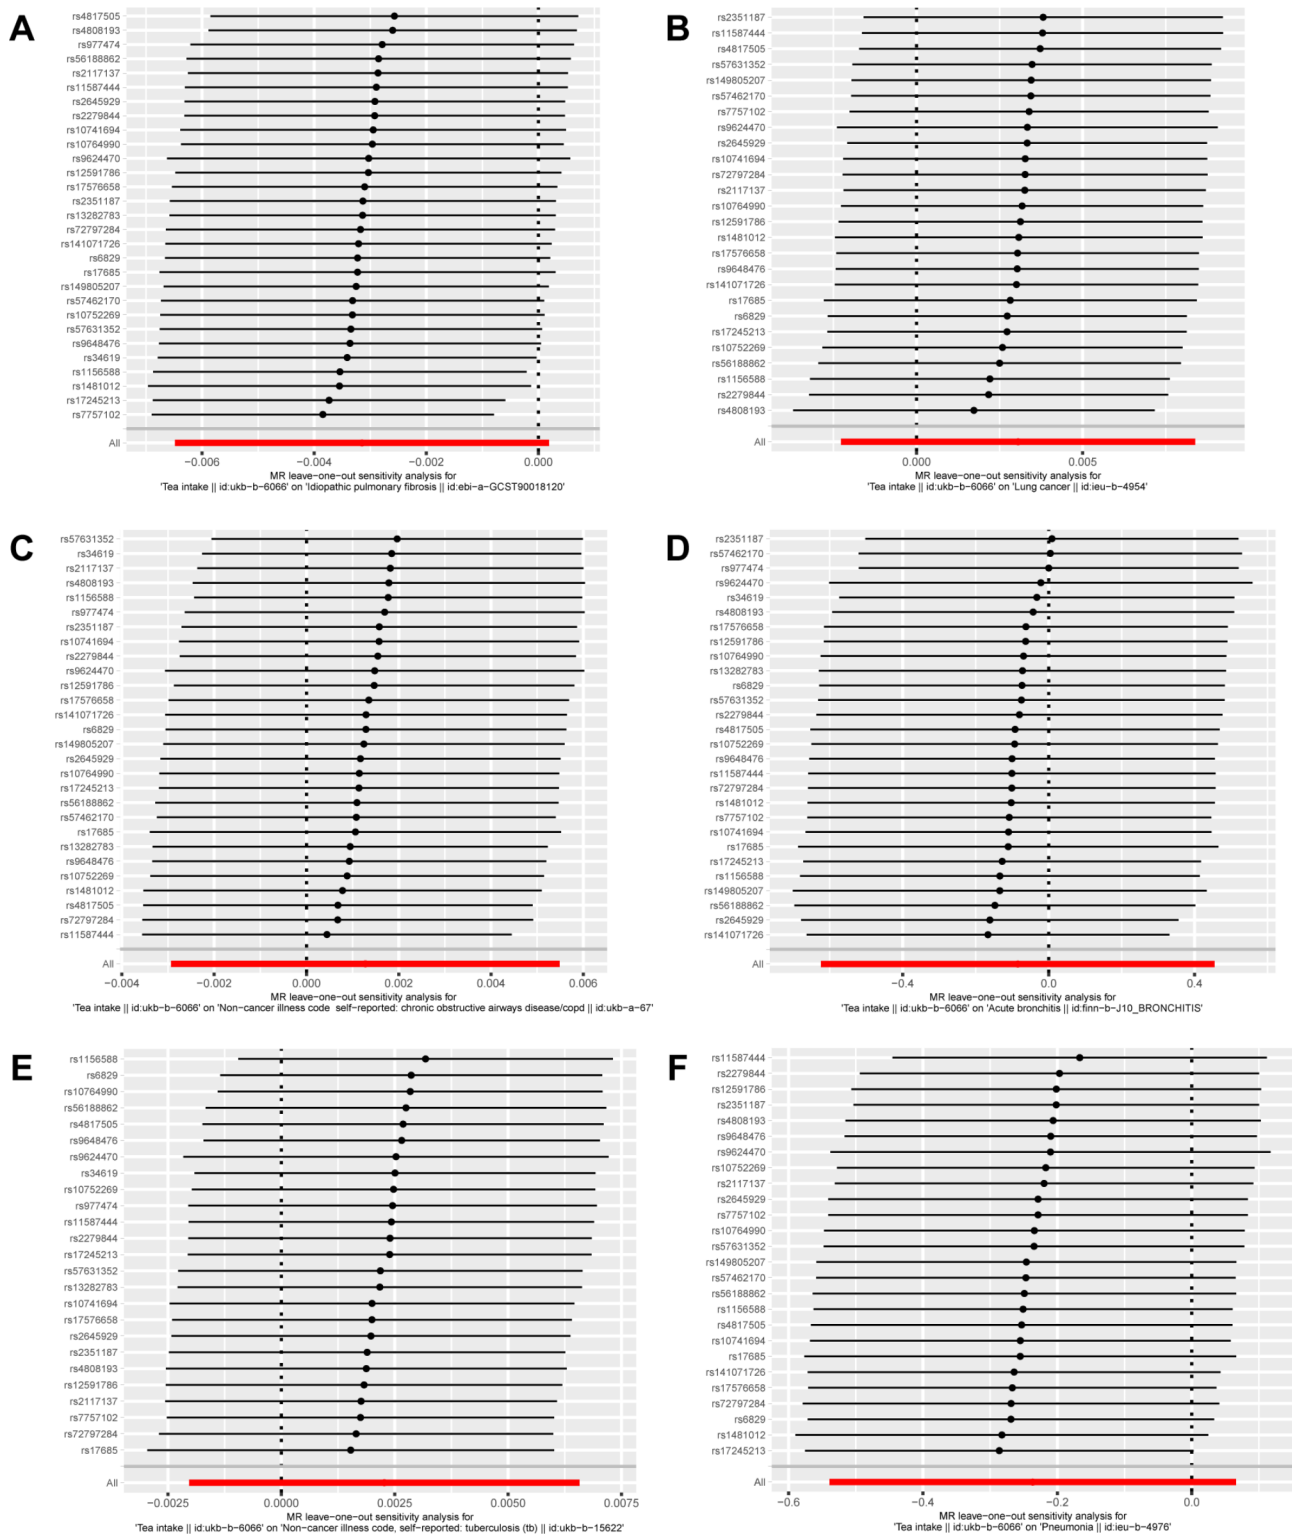 A
rs4817505
rs4808193
rs977474
rs56188862
rs2117137
rs11587444
rs2645929
rs2279844
rs10741694
rs10764990
rs9624470
rs12591786
rs17576658
rs2351187
rs13282783
rs72797284
rs141071726
rs6829
rs17685
rs149805207
rs57462170
rs10752269
rs57631352
rs9648476
rs34619
rs1156588
rs1481012
rs17245213
rs7757102
All
−0.006 −0.004 −0.002 0.000
MR leave−one−out sensitivity analysis for
'Tea intake || id:ukb−b−6066' on 'Idiopathic pulmonary fibrosis || id:ebi−a−GCST90018120'
B
rs2351187
rs11587444
rs4817505
rs57631352
rs149805207
rs57462170
rs7757102
rs9624470
rs2645929
rs10741694
rs72797284
rs2117137
rs10764990
rs12591786
rs1481012
rs17576658
rs9648476
rs141071726
rs17685
rs6829
rs17245213
rs10752269
rs56188862
rs1156588
rs2279844
rs4808193
All
0.000 0.005
MR leave−one−out sensitivity analysis for
'Tea intake || id:ukb−b−6066' on 'Lung cancer || id:ieu−b−4954'
C
rs57631352
rs34619
rs2117137
rs4808193
rs1156588
rs977474
rs2351187
rs10741694
rs2279844
rs9624470
rs12591786
rs17576658
rs141071726
rs6829
rs149805207
rs2645929
rs10764990
rs17245213
rs56188862
rs57462170
rs17685
rs13282783
rs9648476
rs10752269
rs1481012
rs4817505
rs72797284
rs11587444
All
−0.004 −0.002 0.000 0.002 0.004 0.006
MR leave−one−out sensitivity analysis for
'Tea intake || id:ukb−b−6066' on 'Non−cancer illness code self−reported: chronic obstructive airways disease/copd || id:ukb−a−67'
D
rs2351187
rs57462170
rs977474
rs9624470
rs34619
rs4808193
rs17576658
rs12591786
rs10764990
rs13282783
rs6829
rs57631352
rs2279844
rs4817505
rs10752269
rs9648476
rs11587444
rs72797284
rs1481012
rs7757102
rs10741694
rs17685
rs17245213
rs1156588
rs149805207
rs56188862
rs2645929
rs141071726
All
−0.4 0.0 0.4
MR leave−one−out sensitivity analysis for
'Tea intake || id:ukb−b−6066' on 'Acute bronchitis || id:finn−b−J10_BRONCHITIS'
E
rs1156588
rs6829
rs10764990
rs56188862
rs4817505
rs9648476
rs9624470
rs34619
rs10752269
rs977474
rs11587444
rs2279844
rs17245213
rs57631352
rs13282783
rs10741694
rs17576658
rs2645929
rs2351187
rs4808193
rs12591786
rs2117137
rs7757102
rs72797284
rs17685
All
−0.0025 0.0000 0.0025 0.0050 0.0075
MR leave−one−out sensitivity analysis for
'Tea intake || id:ukb−b−6066' on 'Non−cancer illness code, self−reported: tuberculosis (tb) || id:ukb−b−15622'
F
rs11587444
rs2279844
rs12591786
rs2351187
rs4808193
rs9648476
rs9624470
rs10752269
rs2117137
rs2645929
rs7757102
rs10764990
rs57631352
rs149805207
rs57462170
rs56188862
rs1156588
rs4817505
rs10741694
rs17685
rs141071726
rs17576658
rs72797284
rs6829
rs1481012
rs17245213
All
−0.6 −0.4 −0.2 0.0
MR leave−one−out sensitivity analysis for
'Tea intake || id:ukb−b−6066' on 'Pneumonia || id:ieu−b−4976'